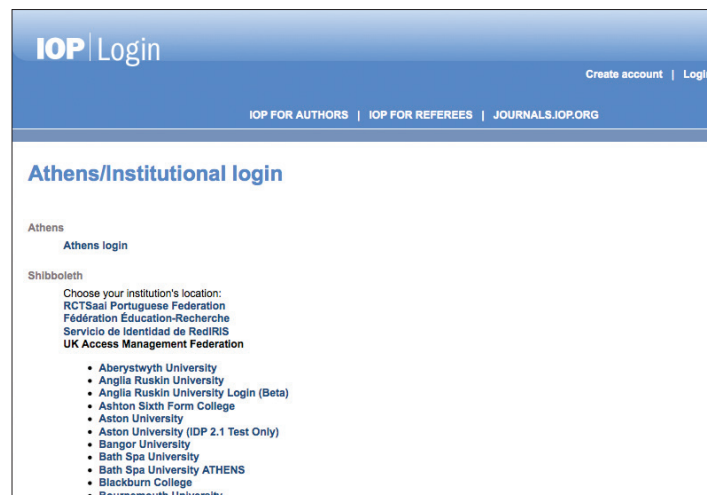 IOP Login
Create account | Login
IOP FOR AUTHORS | IOP FOR REFEREES | JOURNALS.IOP.ORG
Athens/Institutional login
Athens
Athens login
Shibboleth
Choose your institution's location:
RCTSaai Portuguese Federation
Fédération Éducation-Recherche
Servicio de Identidad de RedIRIS
UK Access Management Federation
• Aberystwyth University
• Anglia Ruskin University
• Anglia Ruskin University Login (Beta)
• Ashton Sixth Form College
• Aston University
• Aston University (IDP 2.1 Test Only)
• Bangor University
• Bath Spa University
• Bath Spa University ATHENS
• Blackburn College
• Bournemouth University